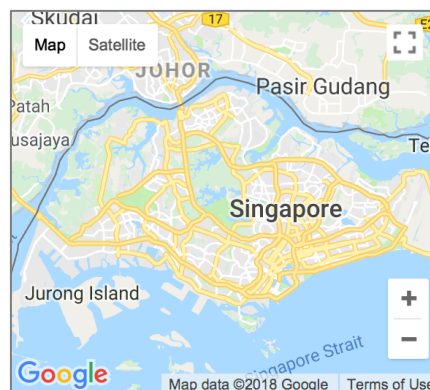 Skudai
17
E2
Map Satellite
JOHOR
Pasir Gudang
Patah
usajaya
Te
Singapore
Jurong Island
+
−
Singapore Strait
Google
Map data ©2018 Google Terms of Use